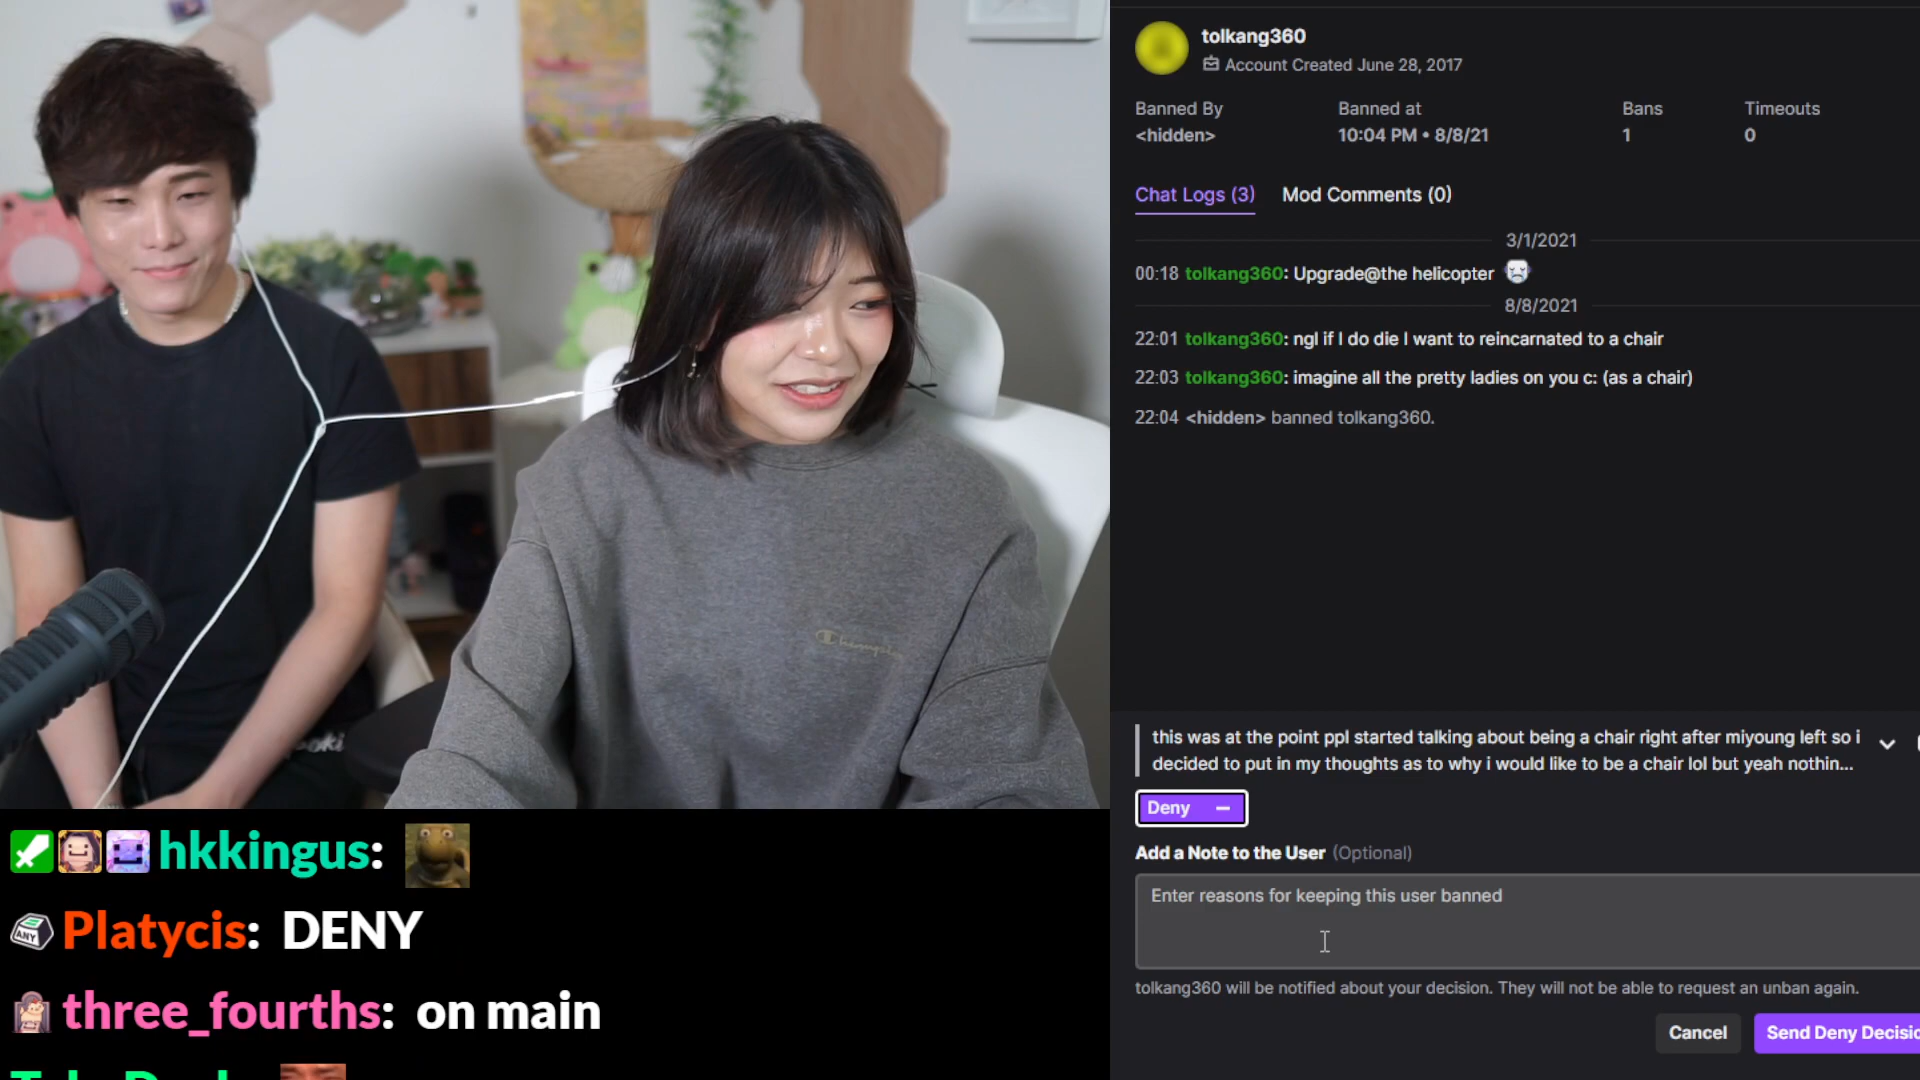 tolkang360
Account Created June 28, 2017
Banned By
Banned at
Bans
Timeouts
<hidden>
10:04 PM • 8/8/21
1
0
Chat Logs (3)
Mod Comments (0)
3/1/2021
00:18 tolkang360: Upgrade@the helicopter
8/8/2021
22:01 tolkang360: ngl if I do die I want to reincarnated to a chair
22:03 tolkang360: imagine all the pretty ladies on you c: (as a chair)
22:04 <hidden> banned tolkang360.
Champion
this was at the point ppl started talking about being a chair right after miyoung left so i
decided to put in my thoughts as to why i would like to be a chair lol but yeah nothin...
Deny
Add a Note to the User (Optional)
Enter reasons for keeping this user banned
tolkang360 will be notified about your decision. They will not be able to request an unban again.
Cancel
Send Deny Decisio
hkkingus:
ANY Platycis: DENY
three_fourths: on main